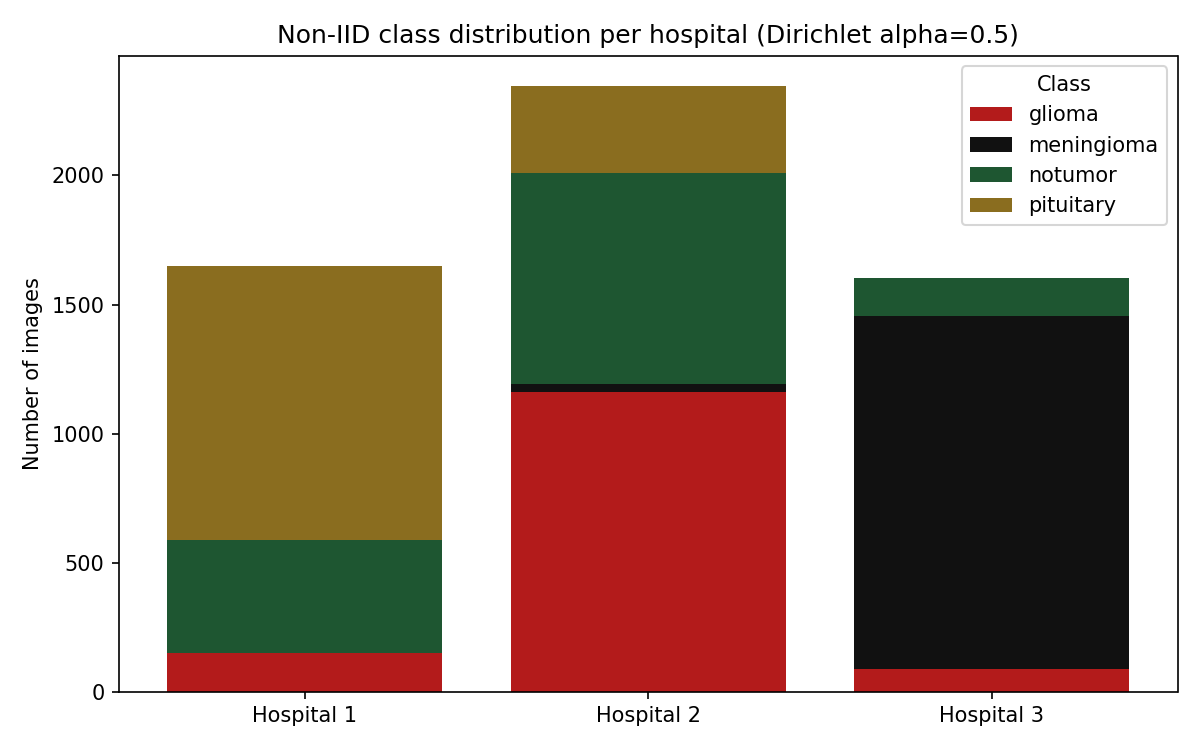 Non-IID class distribution per hospital (Dirichlet alpha=0.5)
Class
glioma
meningioma
notumor
pituitary
Number of images
2000
1500
1000
500
0
Hospital 1
Hospital 2
Hospital 3